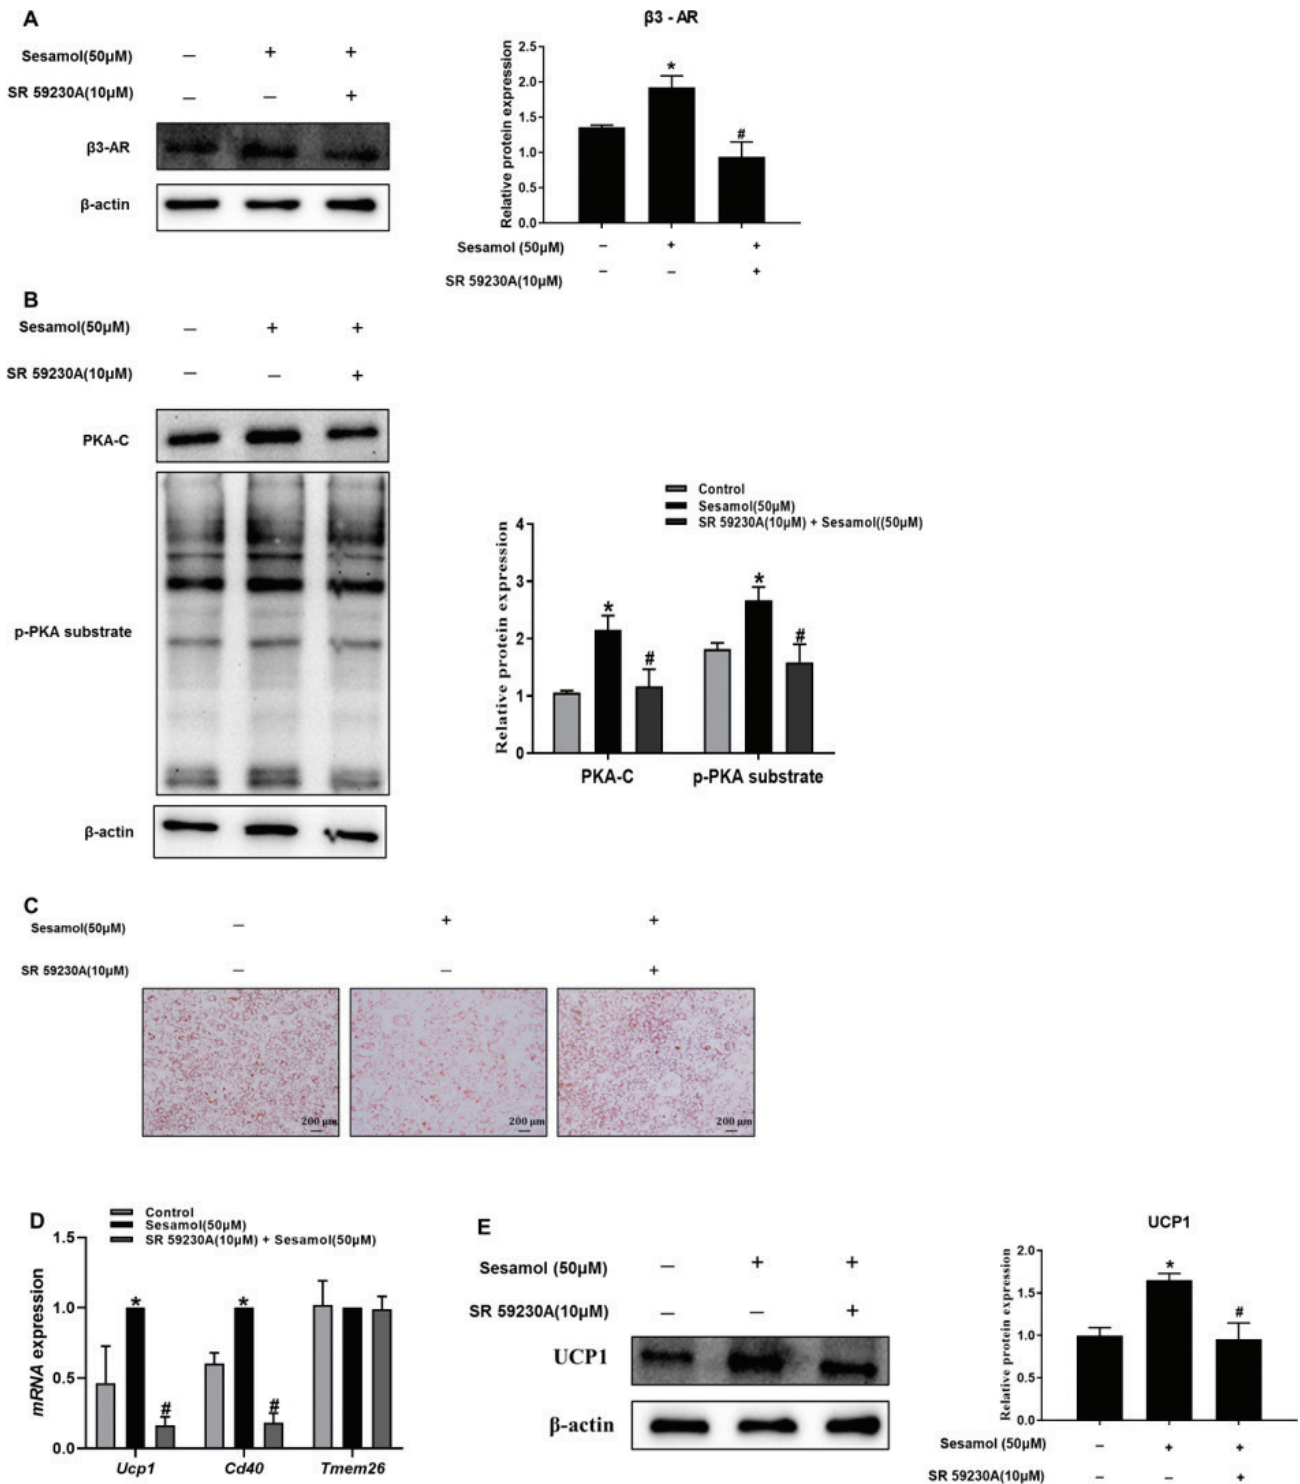 A
Sesamol(50μM) – + +
SR 59230A(10μM) – – +
β3-AR
β-actin
β3 - AR
Relative protein expression
2.5
2.0
1.5
1.0
0.5
0.0
*
#
Sesamol (50μM) – + +
SR 59230A(10μM) – – +
B
Sesamol(50μM) – + +
SR 59230A(10μM) – – +
PKA-C
p-PKA substrate
β-actin
Control
Sesamol(50μM)
SR 59230A(10μM) + Sesamol((50μM)
Relative protein expression
4
3
2
1
0
*
#
*
#
PKA-C p-PKA substrate
C
Sesamol(50μM) – + +
SR 59230A(10μM) – – +
200 μm 200 μm 200 μm
D
Control
Sesamol(50μM)
SR 59230A(10μM) + Sesamol(50μM)
mRNA expression
1.5
1.0
0.5
0.0
*
#
*
#
Ucp1 Cd40 Tmem26
E
Sesamol (50μM) – + +
SR 59230A(10μM) – – +
UCP1
β-actin
UCP1
Relative protein expression
2.0
1.5
1.0
0.5
0.0
*
#
Sesamol (50μM) – + +
SR 59230A(10μM) – – +